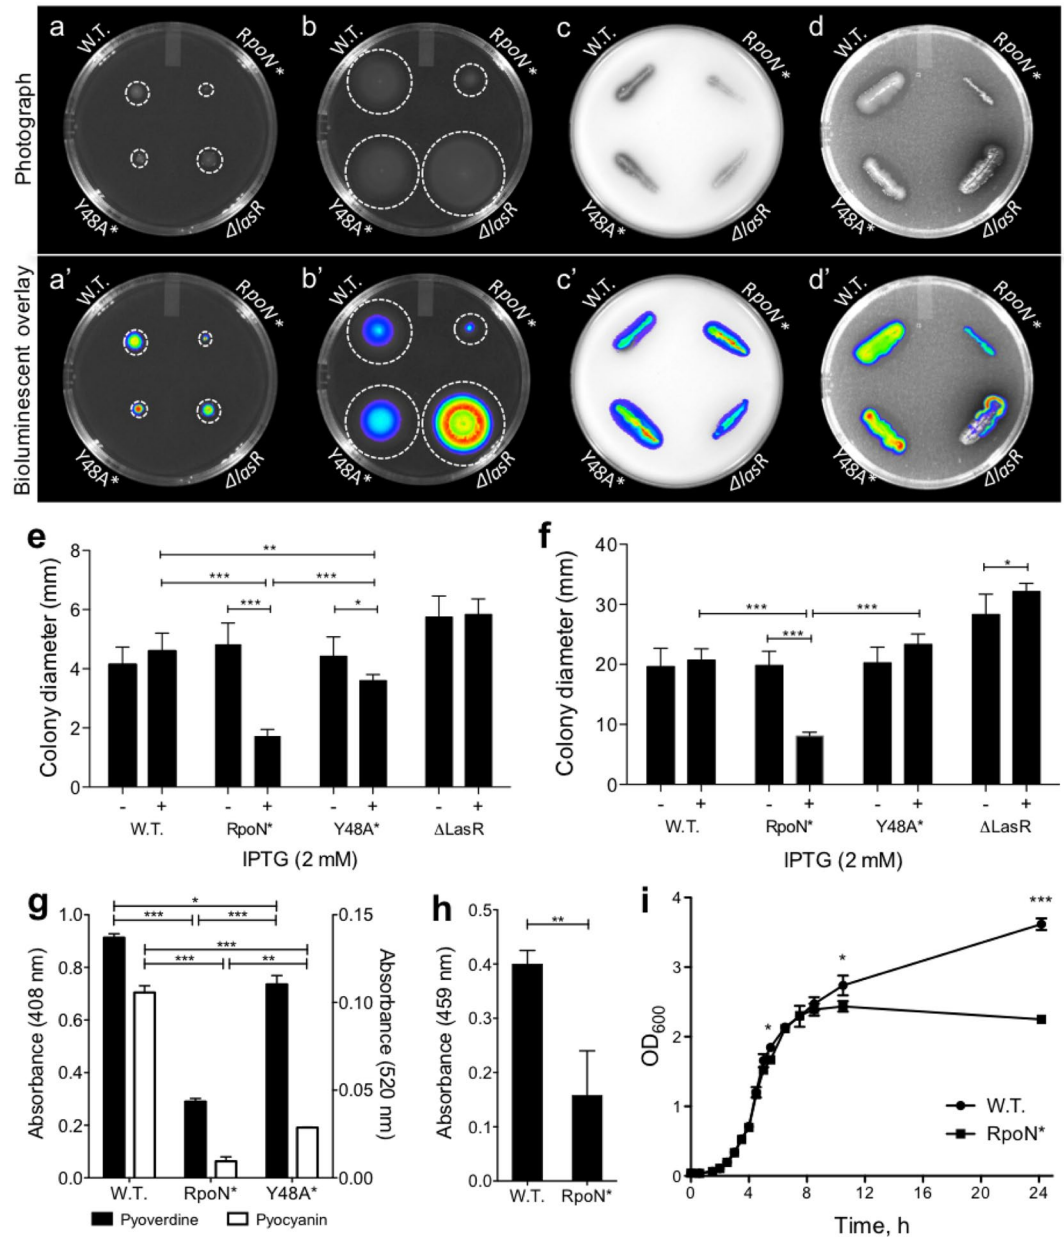 a b c d
W.T. RpoN* W.T. RpoN* W.T. RpoN* W.T. RpoN*
Photograph
Y48A* ΔlasR Y48A* ΔlasR Y48A* ΔlasR Y48A* ΔlasR
a’ b’ c’ d’
W.T. RpoN* W.T. RpoN* W.T. RpoN* W.T. RpoN*
Bioluminescent overlay
Y48A* ΔlasR Y48A* ΔlasR Y48A* ΔlasR Y48A* ΔlasR
e
Colony diameter (mm)
8
6
4
2
0
**
*** ***
*** *
- + - + - + - +
W.T. RpoN* Y48A* ΔLasR
IPTG (2 mM)
f
Colony diameter (mm)
40
30
20
10
0
*
*** ***
***
- + - + - + - +
W.T. RpoN* Y48A* ΔLasR
IPTG (2 mM)
g
Absorbance (408 nm)
1.0
0.8
0.6
0.4
0.2
0.0
*
*** ***
***
*** **
0.15
0.10
0.05
0.00
Absorbance (520 nm)
W.T. RpoN* Y48A*
Pyoverdine Pyocyanin
h
Absorbance (459 nm)
0.5
0.4
0.3
0.2
0.1
0.0
**
W.T. RpoN*
i
OD600
4
3
2
1
0
***
*
*
W.T.
RpoN*
0 4 8 12 16 20 24
Time, h